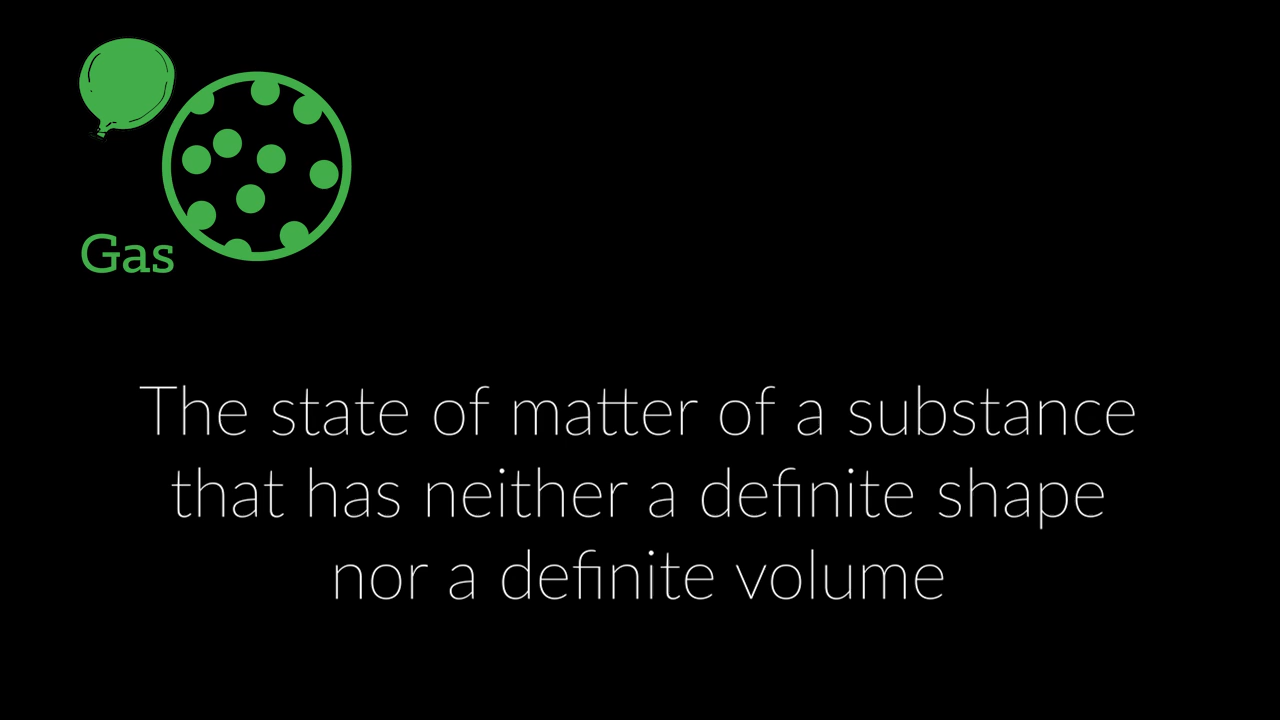 Gas
The state of matter of a substance
that has neither a definite shape
nor a definite volume